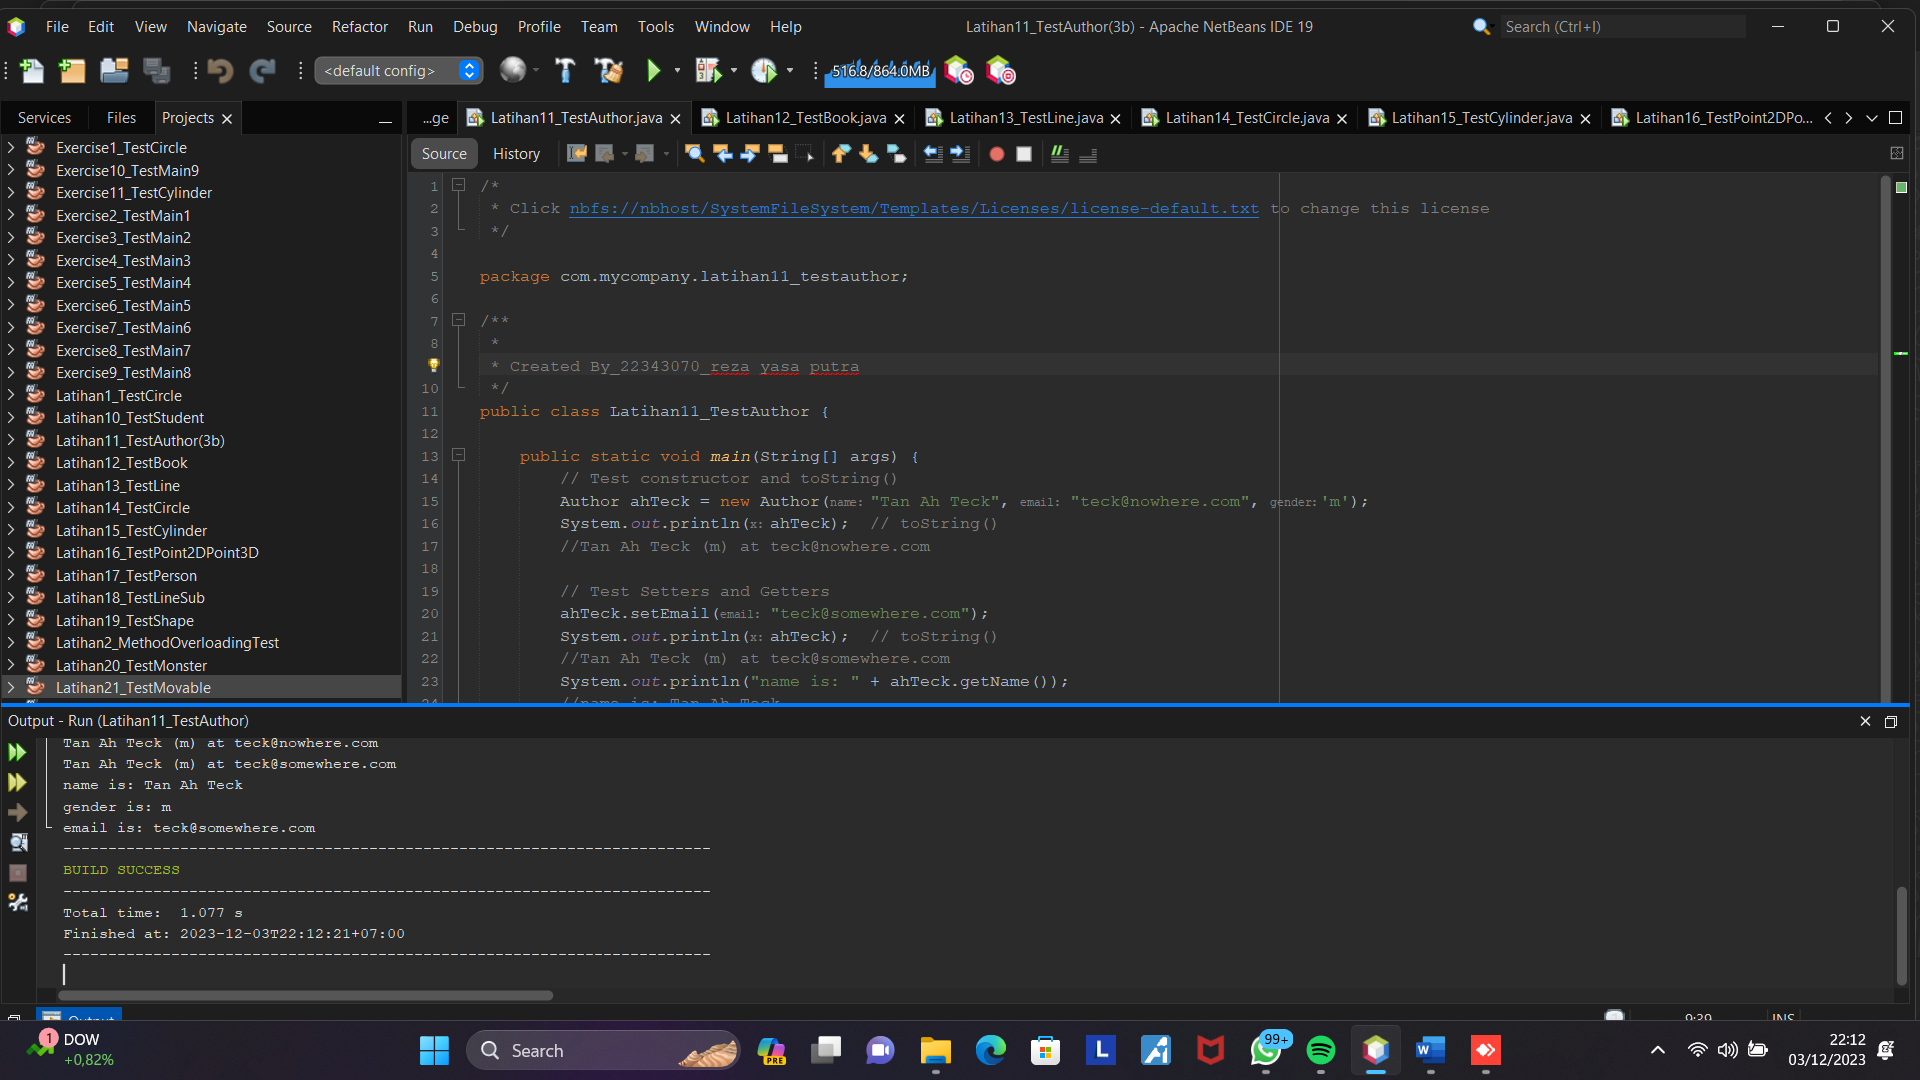 File Edit View Navigate Source Refactor Run Debug Profile Team Tools Window Help
Latihan11_TestAuthor(3b) - Apache NetBeans IDE 19
Search (Ctrl+I)
<default config>
516.8/864.0MB
Services Files Projects
...ge Latihan11_TestAuthor.java Latihan12_TestBook.java Latihan13_TestLine.java Latihan14_TestCircle.java Latihan15_TestCylinder.java Latihan16_TestPoint2DPo...
Source History
Exercise1_TestCircle
Exercise10_TestMain9
Exercise11_TestCylinder
Exercise2_TestMain1
Exercise3_TestMain2
Exercise4_TestMain3
Exercise5_TestMain4
Exercise6_TestMain5
Exercise7_TestMain6
Exercise8_TestMain7
Exercise9_TestMain8
Latihan1_TestCircle
Latihan10_TestStudent
Latihan11_TestAuthor(3b)
Latihan12_TestBook
Latihan13_TestLine
Latihan14_TestCircle
Latihan15_TestCylinder
Latihan16_TestPoint2DPoint3D
Latihan17_TestPerson
Latihan18_TestLineSub
Latihan19_TestShape
Latihan2_MethodOverloadingTest
Latihan20_TestMonster
Latihan21_TestMovable
1 /*
2 * Click nbfs://nbhost/SystemFileSystem/Templates/Licenses/license-default.txt to change this license
3 */
4
5 package com.mycompany.latihan11_testauthor;
6
7 /**
8 *
* Created By_22343070_reza yasa putra
10 */
11 public class Latihan11_TestAuthor {
12
13 public static void main(String[] args) {
14 // Test constructor and toString()
15 Author ahTeck = new Author(name: "Tan Ah Teck", email: "teck@nowhere.com", gender: 'm');
16 System.out.println(x: ahTeck); // toString()
17 //Tan Ah Teck (m) at teck@nowhere.com
18
19 // Test Setters and Getters
20 ahTeck.setEmail(email: "teck@somewhere.com");
21 System.out.println(x: ahTeck); // toString()
22 //Tan Ah Teck (m) at teck@somewhere.com
23 System.out.println("name is: " + ahTeck.getName());
24 //name is: Tan Ah Teck
Output - Run (Latihan11_TestAuthor)
Tan Ah Teck (m) at teck@nowhere.com
Tan Ah Teck (m) at teck@somewhere.com
name is: Tan Ah Teck
gender is: m
email is: teck@somewhere.com
------------------------------------------------------------------------
BUILD SUCCESS
------------------------------------------------------------------------
Total time:  1.077 s
Finished at: 2023-12-03T22:12:21+07:00
------------------------------------------------------------------------
Output
9:39 INS
1 DOW
+0,82%
Search
PRE
L
99+
W
22:12
03/12/2023